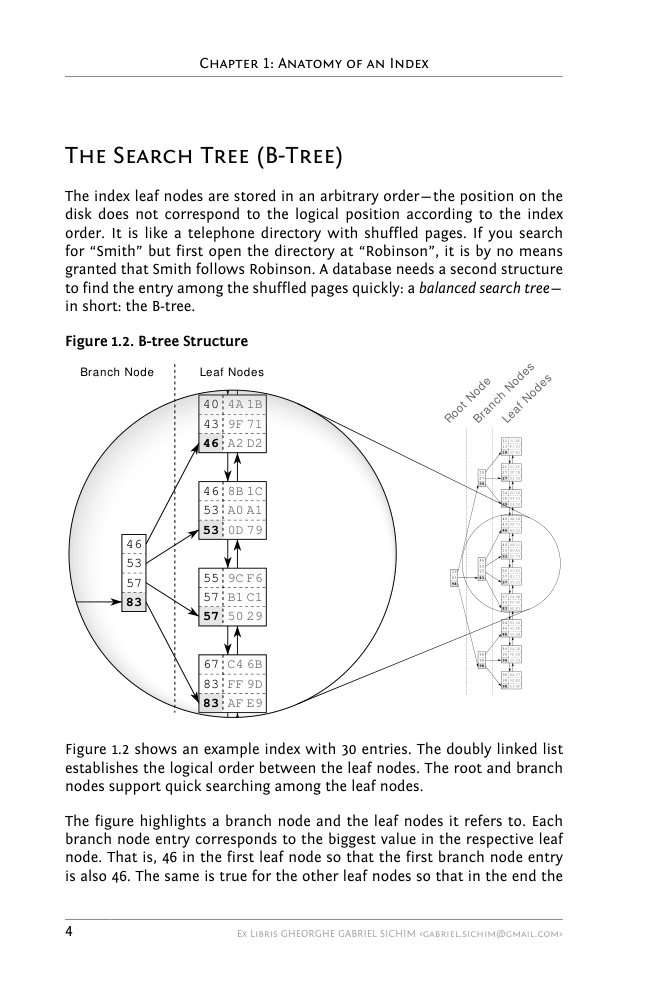 Chapter 1: Anatomy of an Index
The Search Tree (B-Tree)
The index leaf nodes are stored in an arbitrary order—the position on the
disk does not correspond to the logical position according to the index
order. It is like a telephone directory with shuffled pages. If you search
for “Smith” but first open the directory at “Robinson”, it is by no means
granted that Smith follows Robinson. A database needs a second structure
to find the entry among the shuffled pages quickly: a balanced search tree—
in short: the B-tree.
Figure 1.2. B-tree Structure
Branch Node
Leaf Nodes
40 4A 1B
43 9F 71
46 A2 D2
46 8B 1C
53 A0 A1
53 0D 79
55 9C F6
57 B1 C1
57 50 29
67 C4 6B
83 FF 9D
83 AF E9
46
53
57
83
Root Node
Branch Nodes
Leaf Nodes
Figure 1.2 shows an example index with 30 entries. The doubly linked list
establishes the logical order between the leaf nodes. The root and branch
nodes support quick searching among the leaf nodes.
The figure highlights a branch node and the leaf nodes it refers to. Each
branch node entry corresponds to the biggest value in the respective leaf
node. That is, 46 in the first leaf node so that the first branch node entry
is also 46. The same is true for the other leaf nodes so that in the end the
4
Ex Libris GHEORGHE GABRIEL SICHIM <gabriel.sichim@gmail.com>